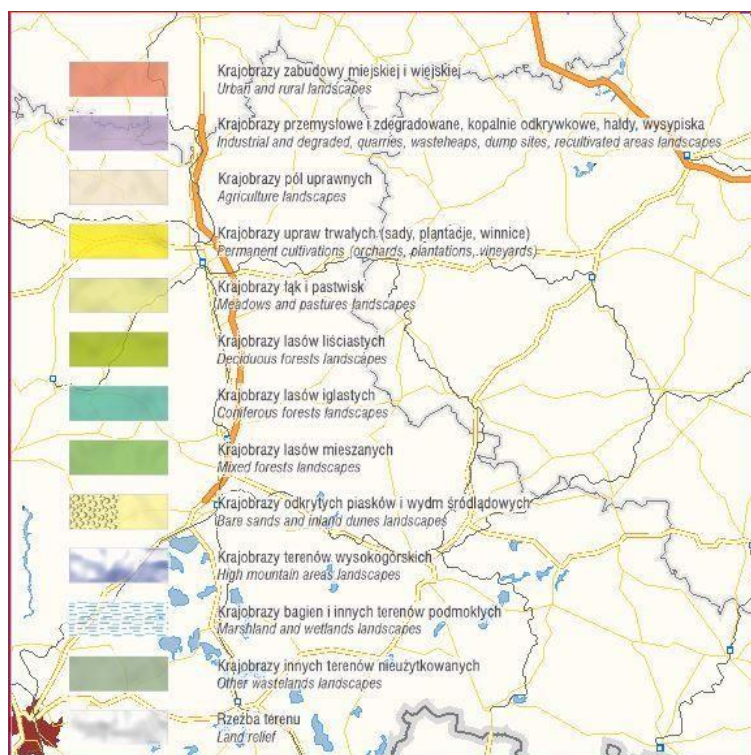 Krajobrazy zabudowy miejskiej i wiejskiej
Urban and rural landscapes
Krajobrazy przemysłowe i zdegradowane, kopalnie odkrywkowe, hałdy, wysypiska
Industrial and degraded, quarries, wasteheaps, dump sites, recultivated areas landscapes
Krajobrazy pól uprawnych
Agriculture landscapes
Krajobrazy upraw trwałych (sady, plantacje, winnice)
Permanent cultivations (orchards, plantations, vineyards)
Krajobrazy łąk i pastwisk
Meadows and pastures landscapes
Krajobrazy lasów liściastych
Deciduous forests landscapes
Krajobrazy lasów iglastych
Coniferous forests landscapes
Krajobrazy lasów mieszanych
Mixed forests landscapes
Krajobrazy odkrytych piasków i wydm śródlądowych
Bare sands and inland dunes landscapes
Krajobrazy terenów wysokogórskich
High mountain areas landscapes
Krajobrazy bagien i innych terenów podmokłych
Marshland and wetlands landscapes
Krajobrazy innych terenów nieużytkowanych
Other wastelands landscapes
Rzeźba terenu
Land relief